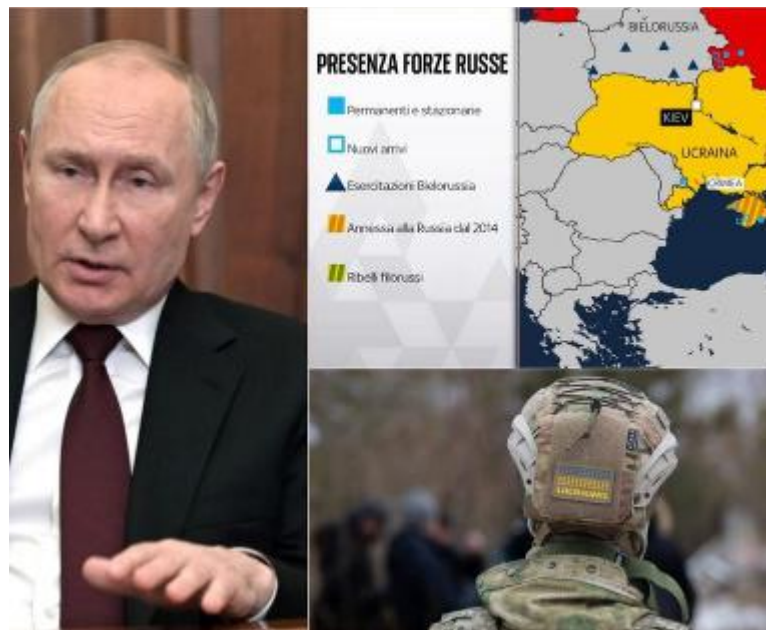 PRESENZA FORZE RUSSE
Permanenti e stazionarie
Nuovi arrivi
Esercitazioni Bielorussia
Annessa alla Russia dal 2014
Ribelli filorussi
BIELORUSSIA
KIEV
UCRAINA
CRIMEA